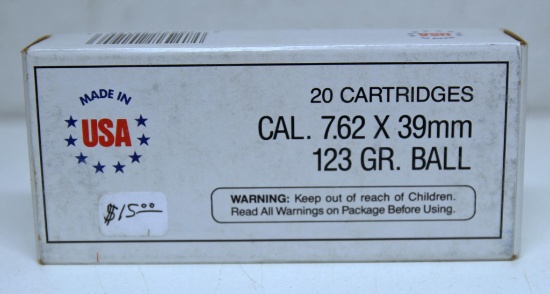 USA
20 CARTRIDGES
MADE IN
USA
CAL. 7.62 X 39mm
123 GR. BALL
$15.00
WARNING: Keep out of reach of Children.
Read All Warnings on Package Before Using.